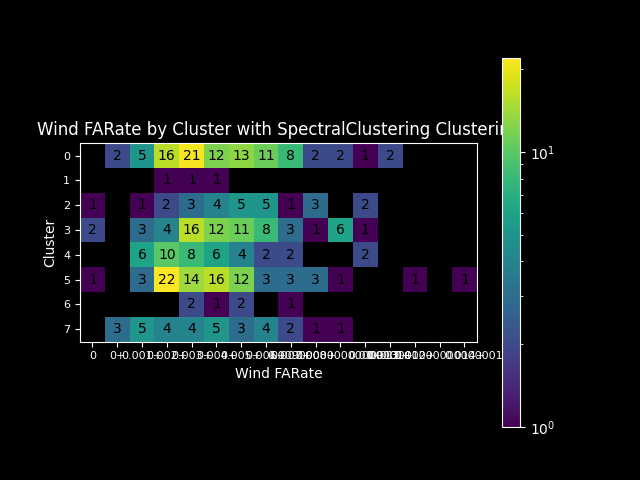 Wind FARate by Cluster with SpectralClustering Clusterin
0 2 5 16 21 12 13 11 8 2 2 1 2
1 1 1 1
2 1 1 2 3 4 5 5 1 3 2
3 2 3 4 16 12 11 8 3 1 6 1
4 6 10 8 6 4 2 2 2
5 1 3 22 14 16 12 3 3 3 1 1 1
6 2 1 2 1
7 3 5 4 4 5 3 4 2 1 1
Cluster
Wind FARate
10¹
10⁰